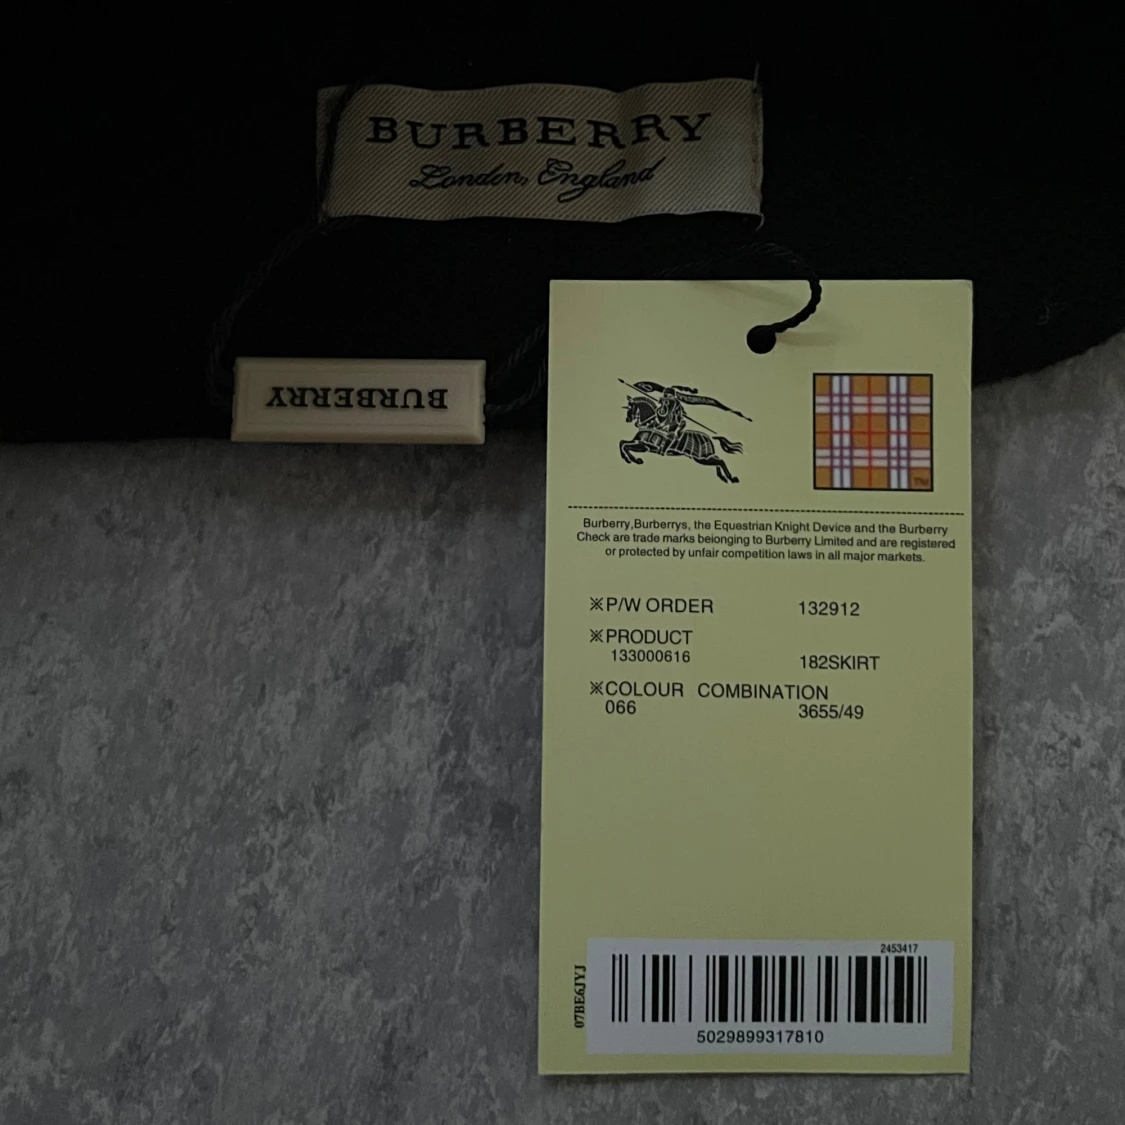 BURBERRY
London, England
BURBERRY
TM
Burberry,Burberrys, the Equestrian Knight Device and the Burberry
Check are trade marks belonging to Burberry Limited and are registered
or protected by unfair competition laws in all major markets.
※P/W ORDER 132912
※PRODUCT
133000616 182SKIRT
※COLOUR COMBINATION
066 3655/49
2453417
07BE6JYJ
5029899317810